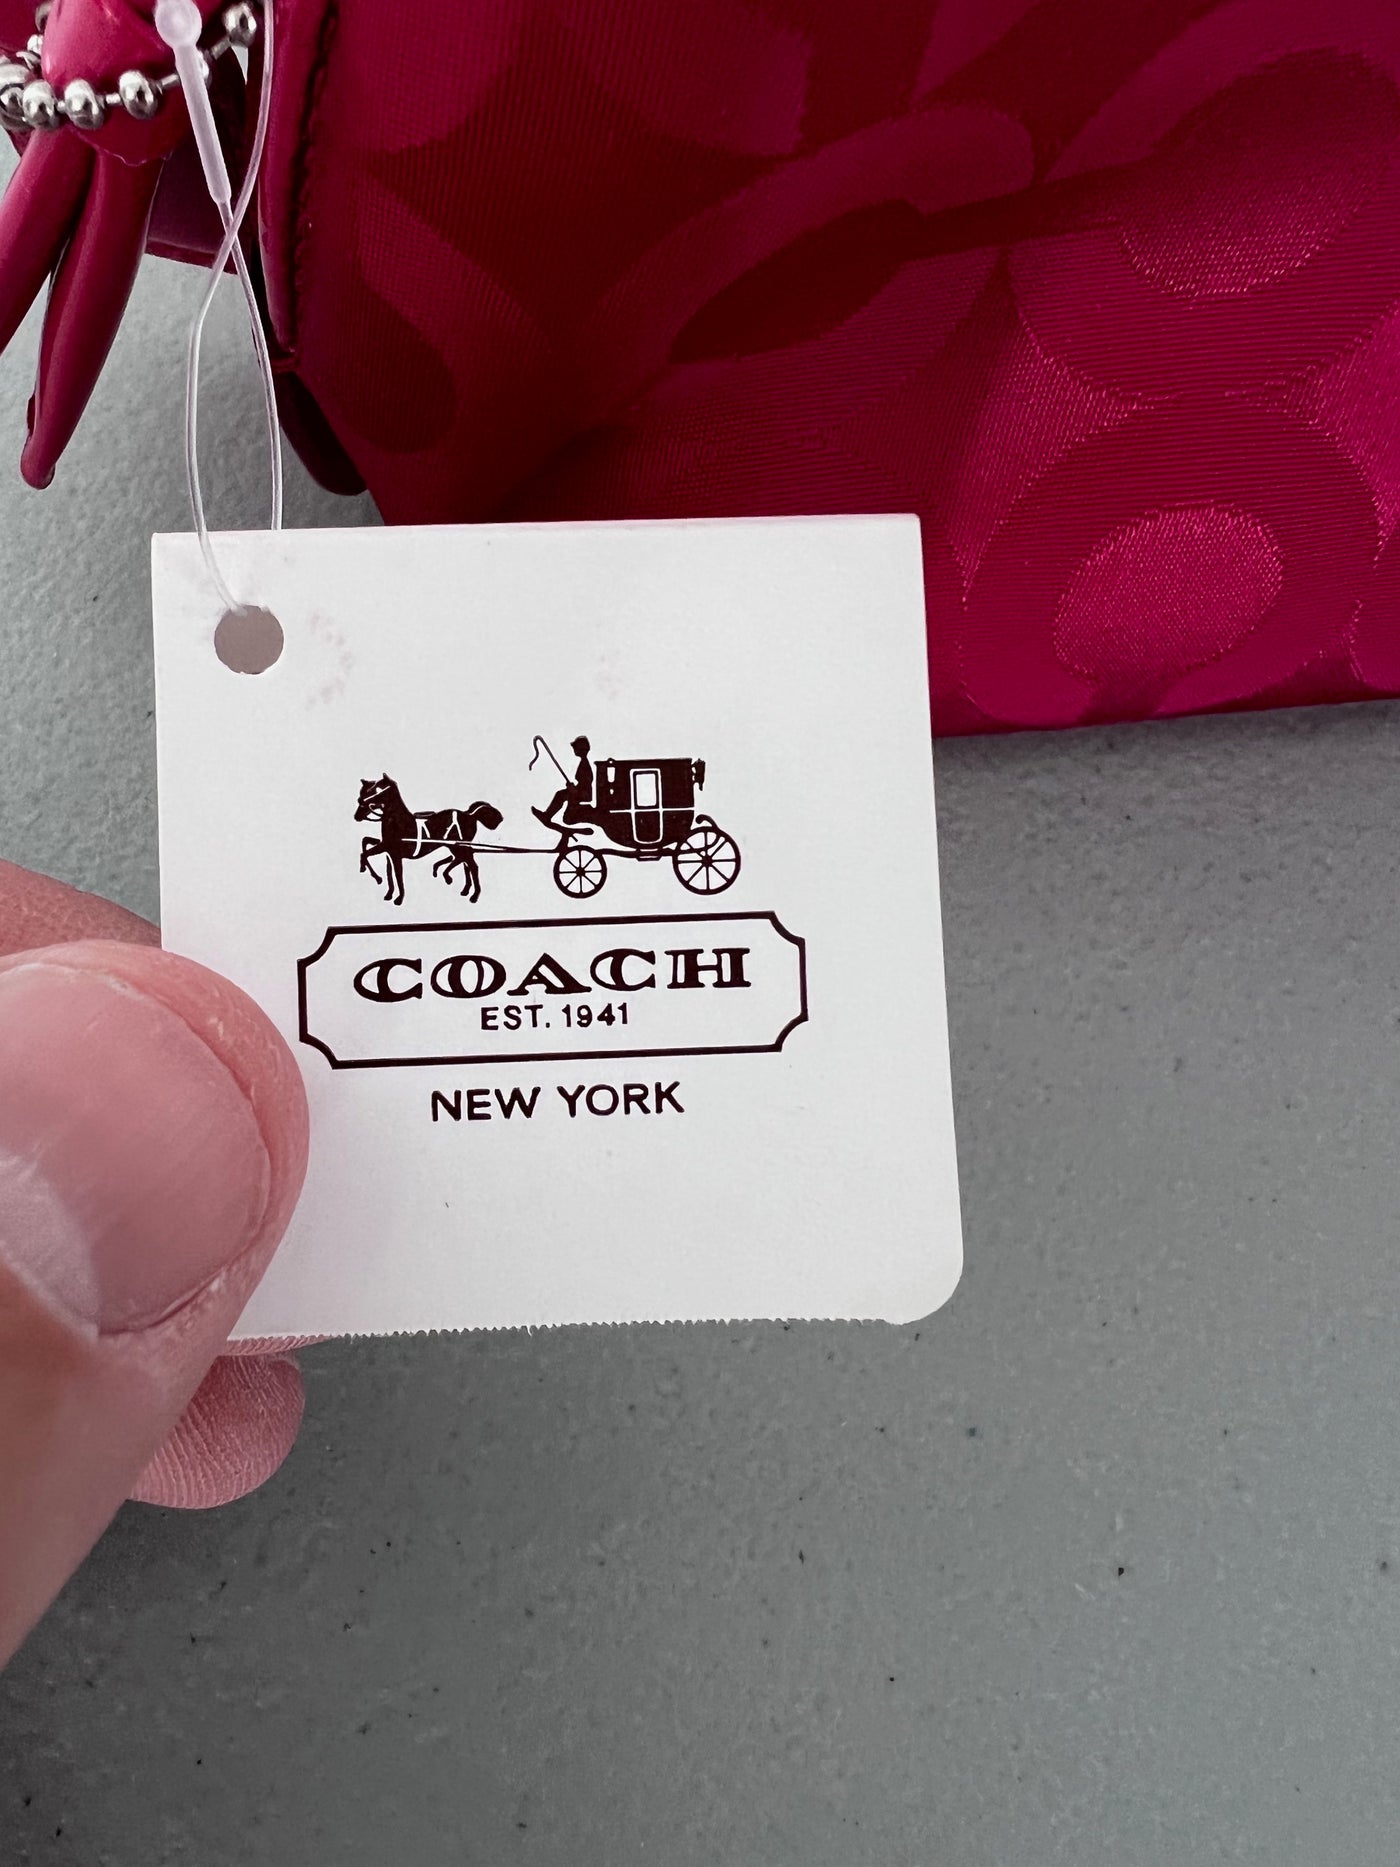 COACH
EST. 1941
NEW YORK